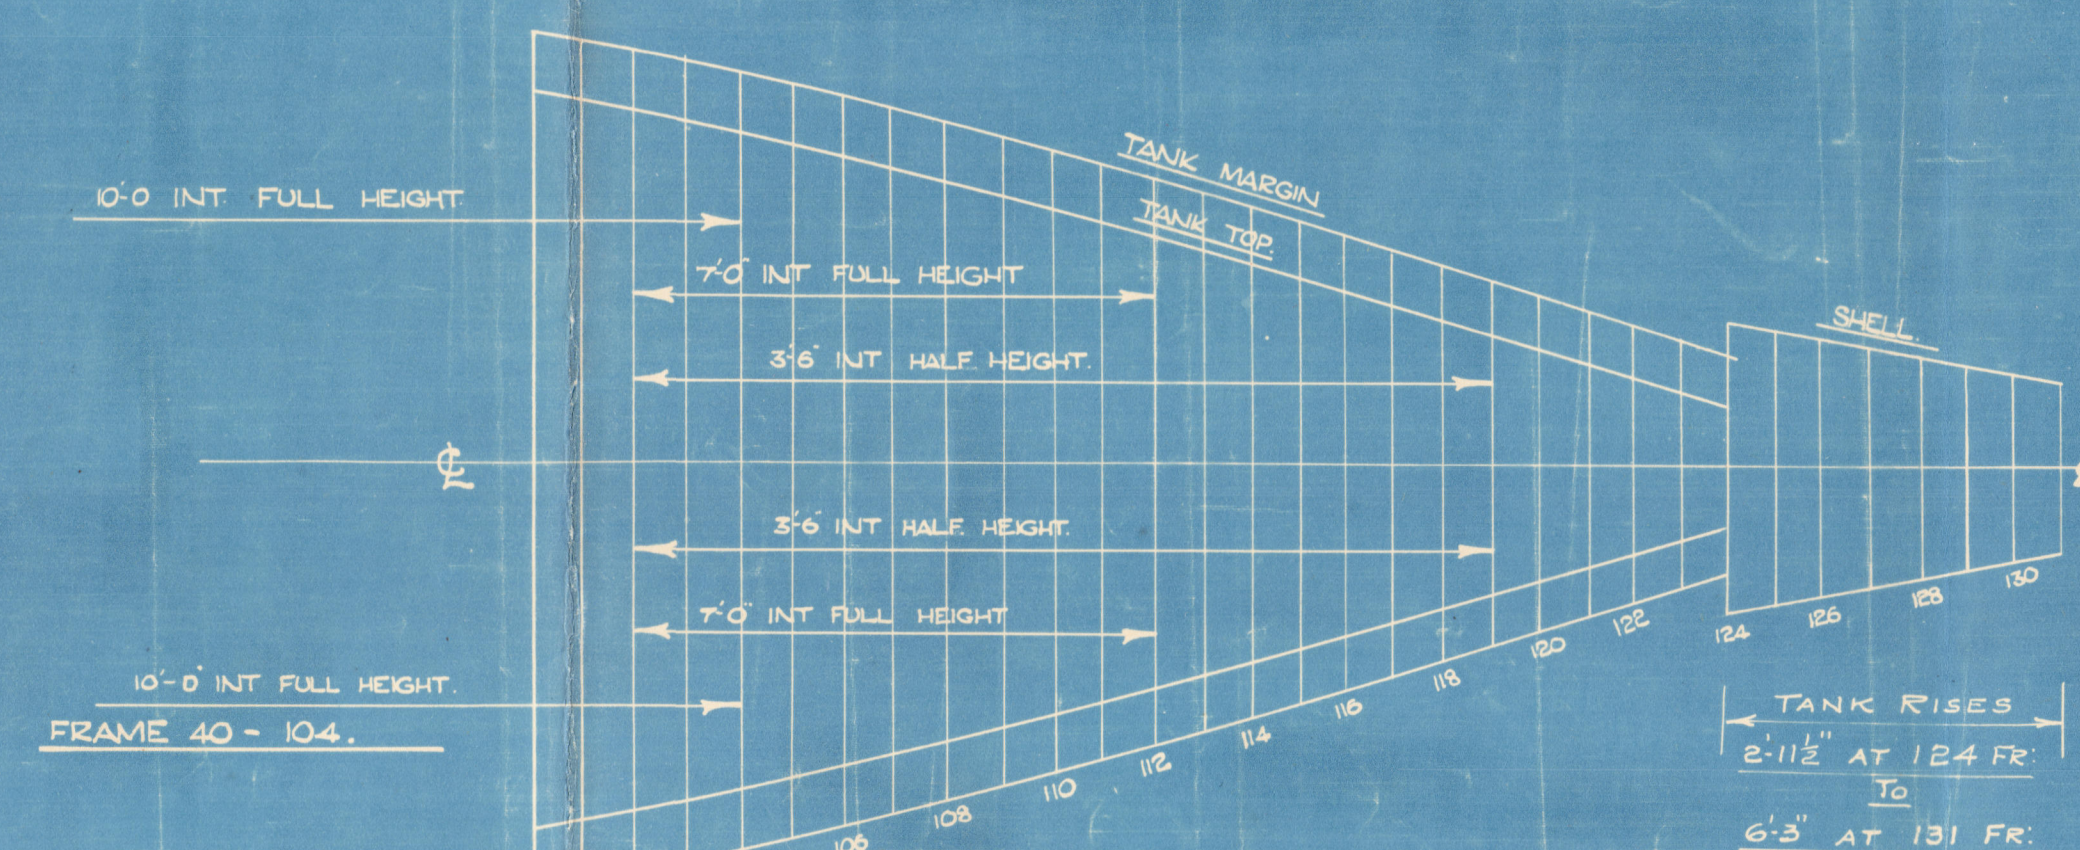 TANK MARGIN
TANK TOP.
10'-0 INT. FULL HEIGHT.
7'-0" INT FULL HEIGHT
3'-6" INT HALF HEIGHT.
SHELL.
℄
3'-6" INT HALF HEIGHT.
7'-0" INT FULL HEIGHT
10'-0" INT FULL HEIGHT.
FRAME 40 - 104.
106
108
110
112
114
116
118
120
122
124
126
128
130
TANK RISES
2'-11½" AT 124 FR:
TO
6'-3" AT 131 FR: